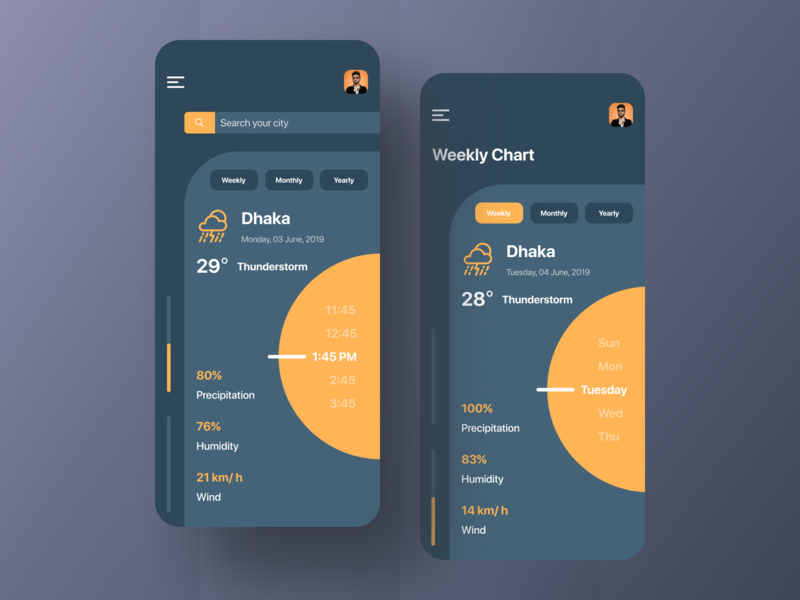 Search your city
Weekly Monthly Yearly
Dhaka
Monday, 03 June, 2019
29° Thunderstorm
11:45
12:45
1:45 PM
2:45
3:45
80%
Precipitation
76%
Humidity
21 km/ h
Wind
Weekly Chart
Weekly Monthly Yearly
Dhaka
Tuesday, 04 June, 2019
28° Thunderstorm
Sun
Mon
Tuesday
Wed
Thu
100%
Precipitation
83%
Humidity
14 km/ h
Wind